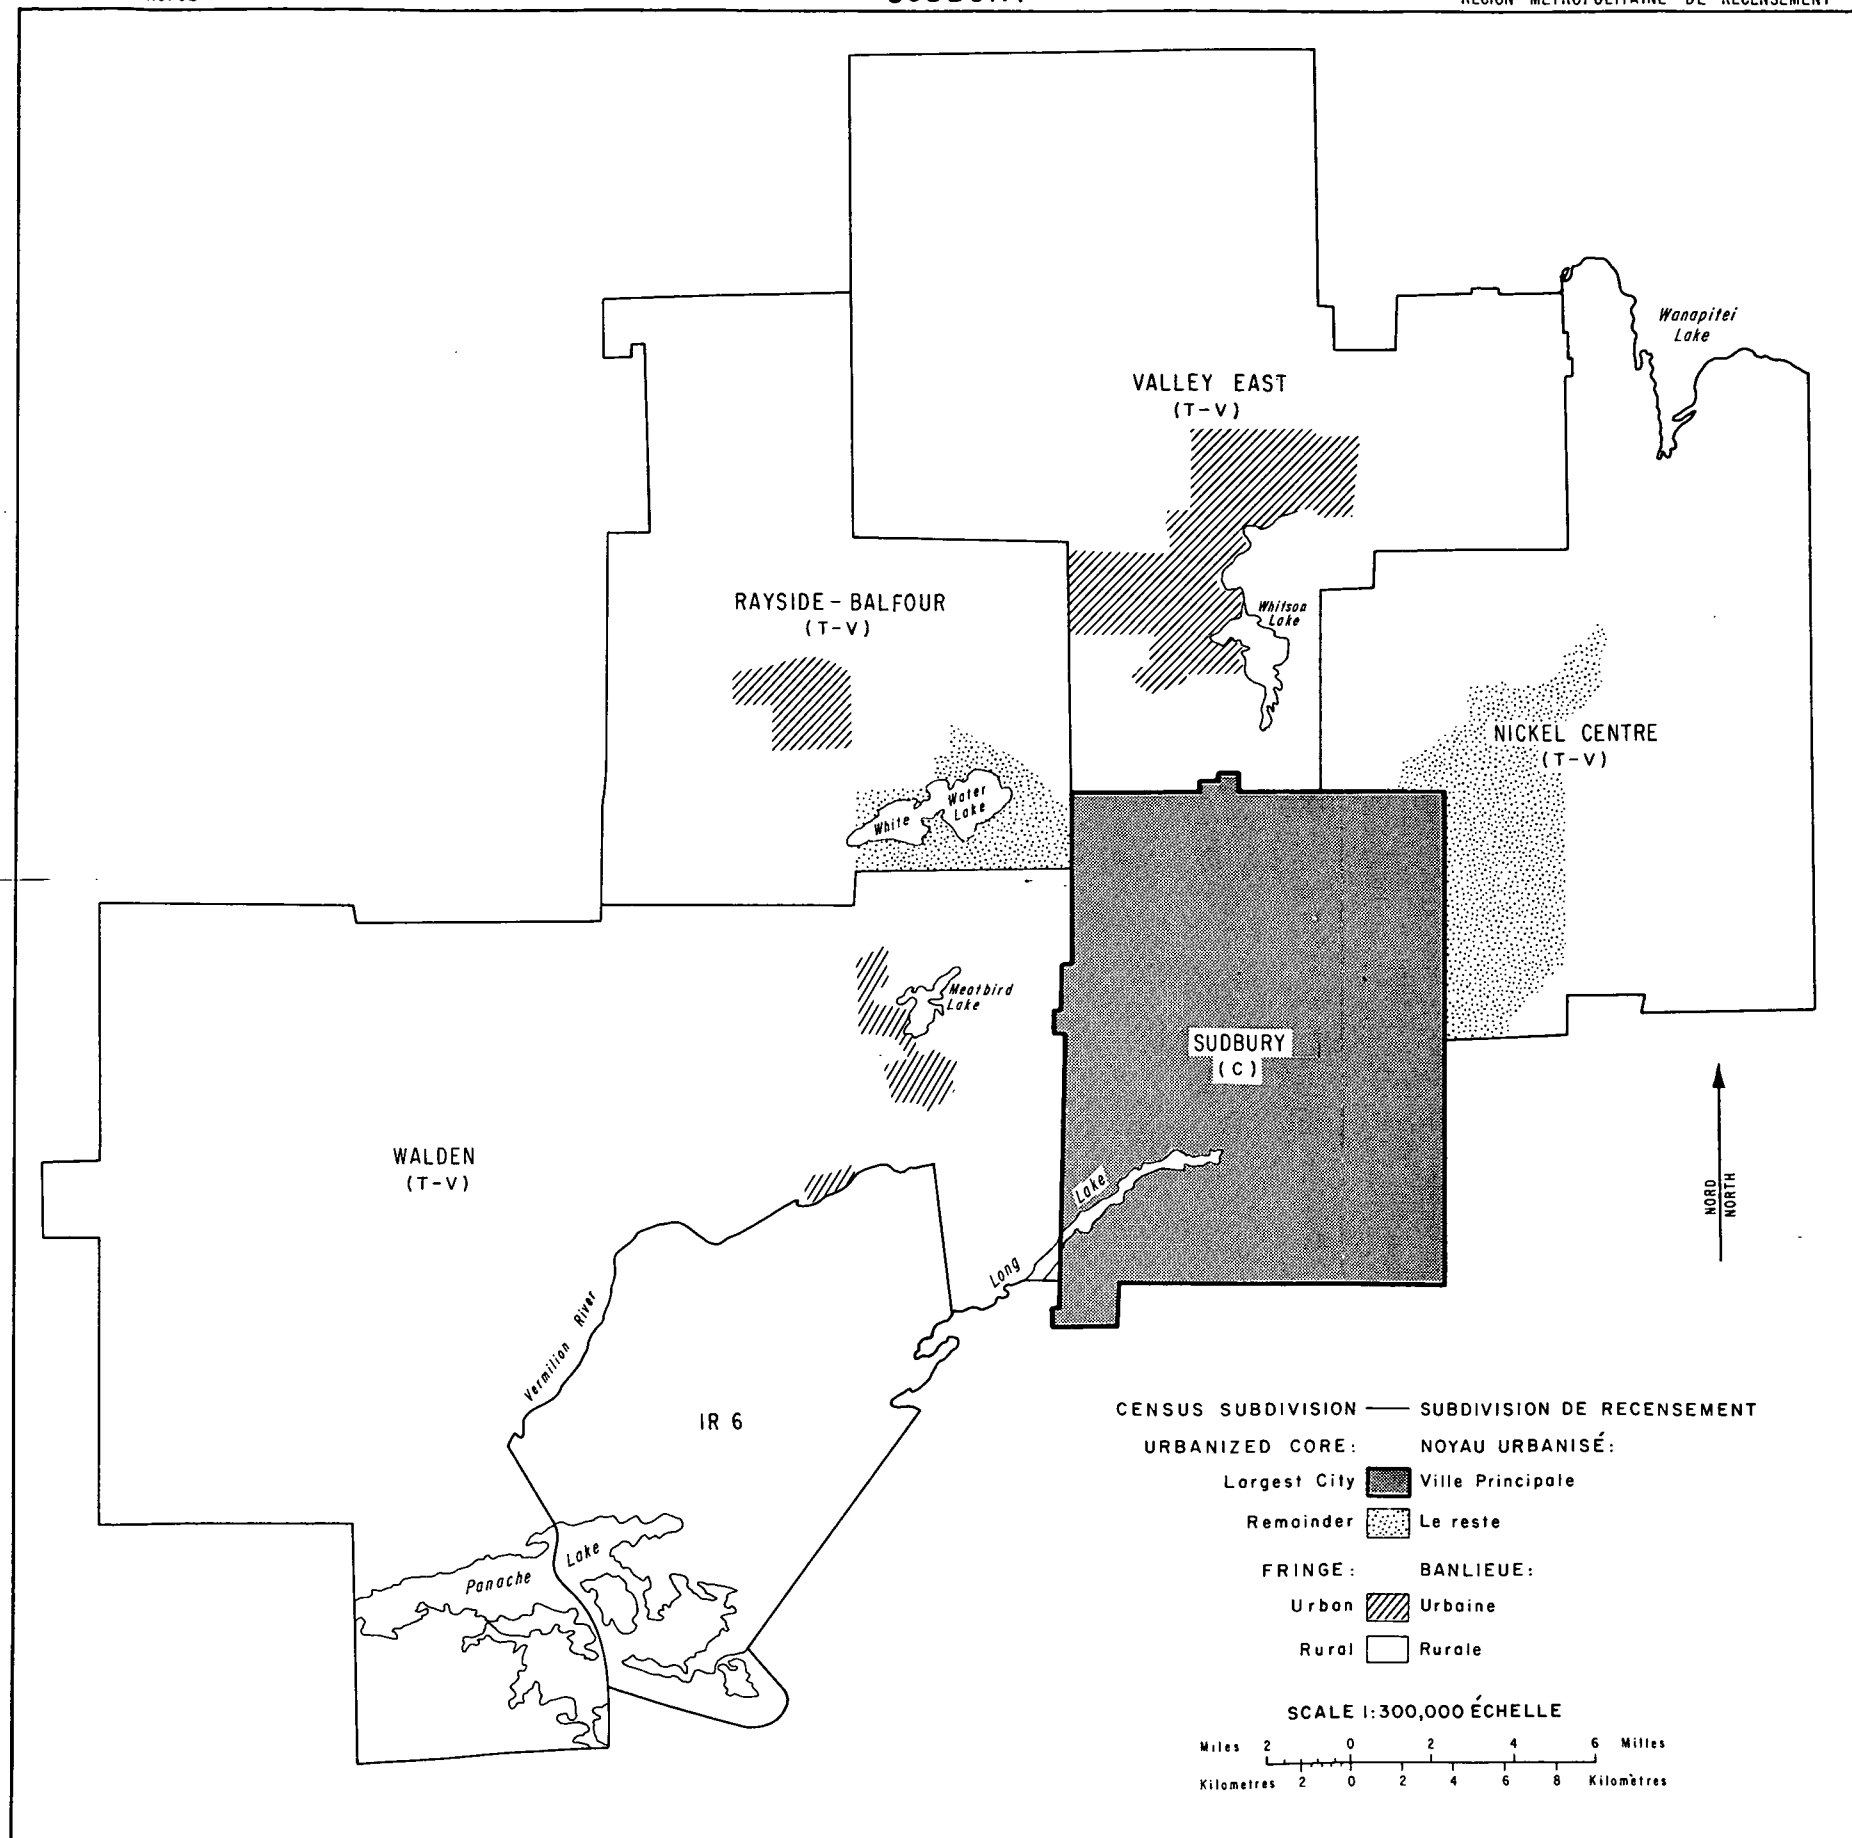 RÉGION MÉTROPOLITAINE DE RECENSEMENT
Wanapitei
Lake
VALLEY EAST
(T-V)
RAYSIDE-BALFOUR
(T-V)
Whitson
Lake
NICKEL CENTRE
(T-V)
White Water
Lake
Meatbird
Lake
SUDBURY
(C)
WALDEN
(T-V)
Long Lake
NORD
NORTH
Vermilion River
IR 6
Panache Lake
CENSUS SUBDIVISION — SUBDIVISION DE RECENSEMENT
URBANIZED CORE: NOYAU URBANISÉ:
Largest City Ville Principale
Remainder Le reste
FRINGE: BANLIEUE:
Urban Urbaine
Rural Rurale
SCALE 1:300,000 ÉCHELLE
Miles 2 0 2 4 6 Milles
Kilometres 2 0 2 4 6 8 Kilomètres